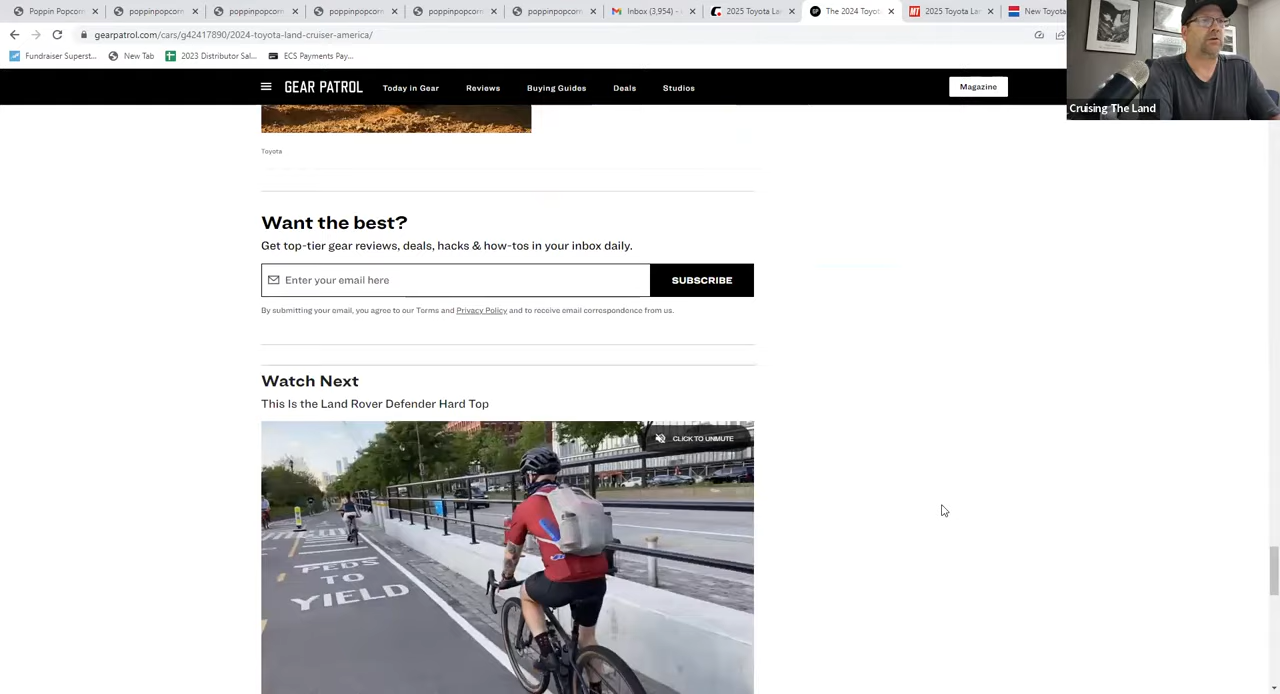 Poppin Popcorn
poppinpopcorn
poppinpopcorn
poppinpopcorn
poppinpopcorn
poppinpopcorn
Inbox (3,954) -
2025 Toyota La
The 2024 Toyot
2025 Toyota La
New Toyota
gearpatrol.com/cars/g42417890/2024-toyota-land-cruiser-america/
Fundraiser Superst...
New Tab
2023 Distributor Sal...
ECS Payments Pay...
GEAR PATROL
Today in Gear
Reviews
Buying Guides
Deals
Studios
Magazine
Cruising The Land
Toyota
Want the best?
Get top-tier gear reviews, deals, hacks & how-tos in your inbox daily.
Enter your email here
SUBSCRIBE
By submitting your email, you agree to our Terms and Privacy Policy and to receive email correspondence from us.
Watch Next
This Is the Land Rover Defender Hard Top
CLICK TO UNMUTE
PEDS
TO
YIELD